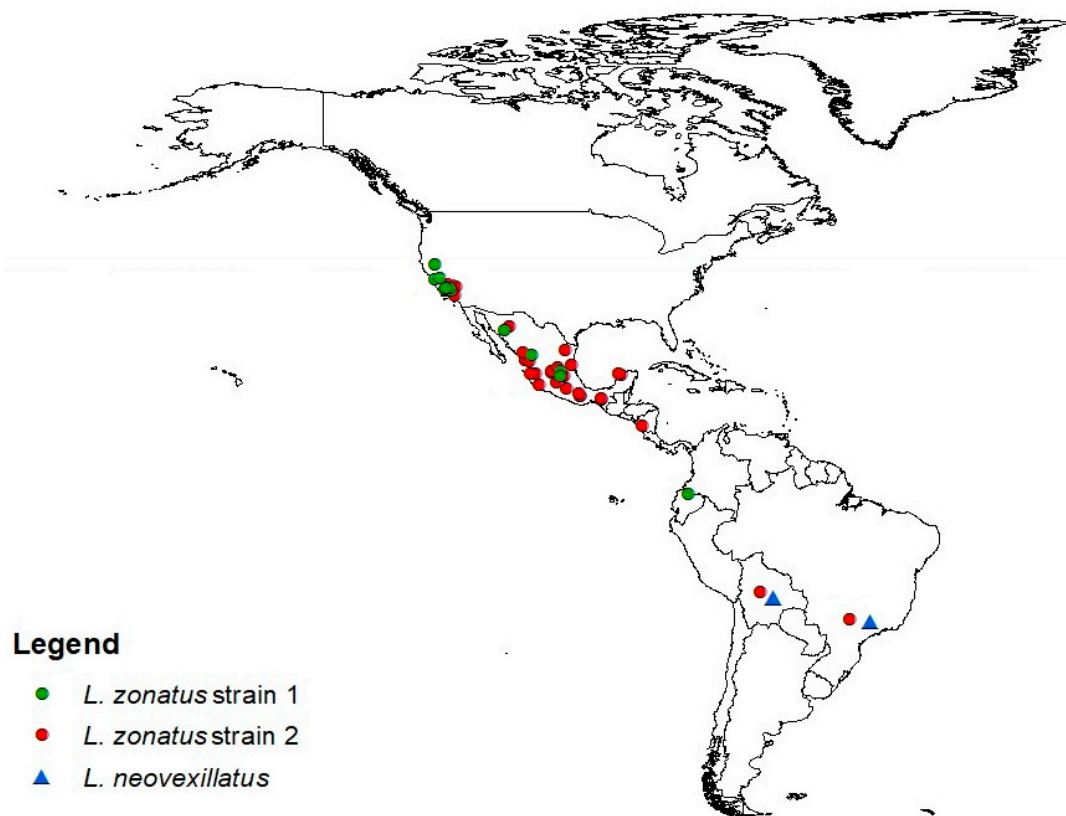 Legend
L. zonatus strain 1
L. zonatus strain 2
L. neovexillatus